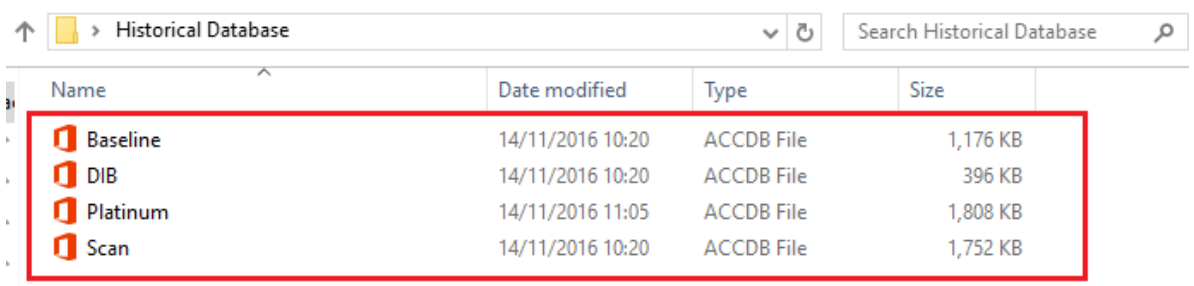 Historical Database Search Historical Database
Name Date modified Type Size
Baseline 14/11/2016 10:20 ACCDB File 1,176 KB
DIB 14/11/2016 10:20 ACCDB File 396 KB
Platinum 14/11/2016 11:05 ACCDB File 1,808 KB
Scan 14/11/2016 10:20 ACCDB File 1,752 KB